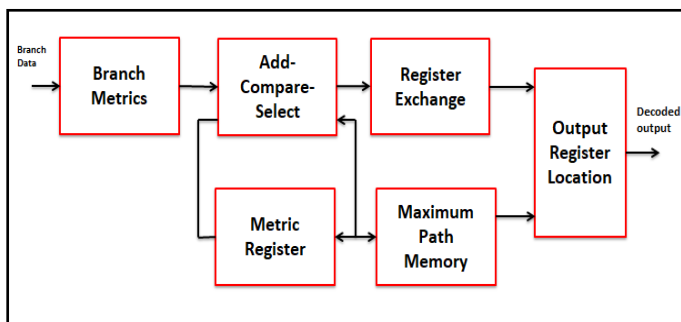 Branch
Data
Branch
Metrics
Add-
Compare-
Select
Register
Exchange
Output
Register
Location
Decoded
output
Metric
Register
Maximum
Path
Memory